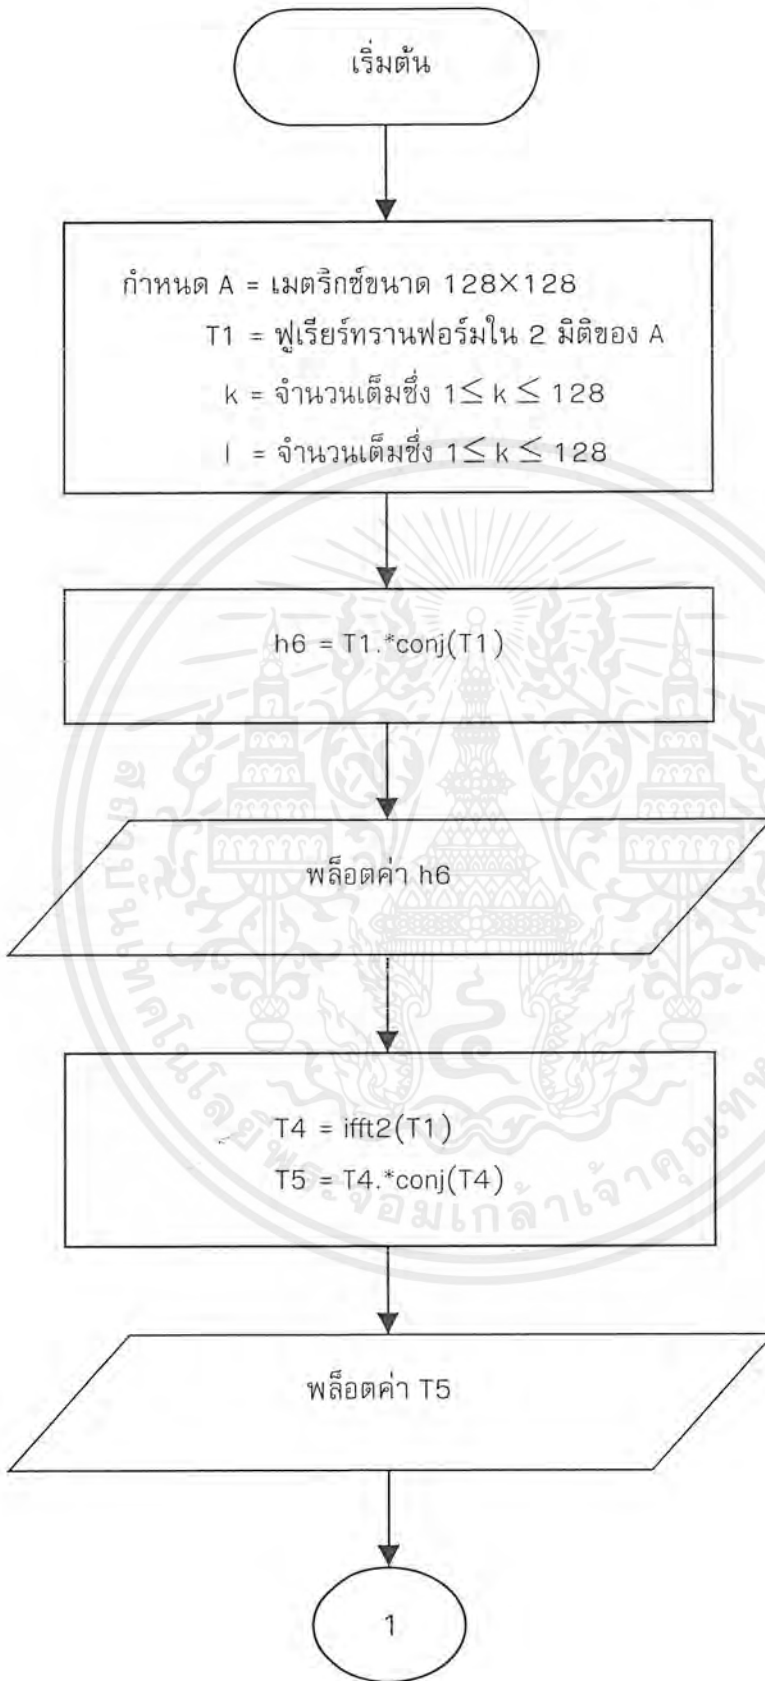 เริ่มต้น
กำหนด A = เมตริกซ์ขนาด 128×128
T1 = ฟูเรียร์ทรานฟอร์มใน 2 มิติของ A
k = จำนวนเต็มซึ่ง 1≤ k ≤ 128
l = จำนวนเต็มซึ่ง 1≤ k ≤ 128
h6 = T1.*conj(T1)
พล็อตค่า h6
T4 = ifft2(T1)
T5 = T4.*conj(T4)
พล็อตค่า T5
1